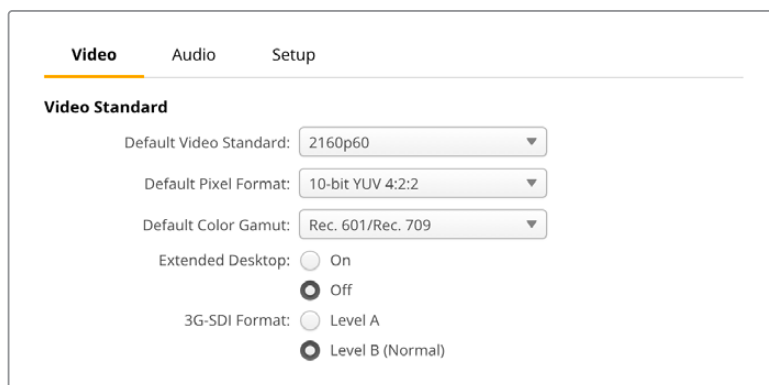 Video Audio Setup
Video Standard
Default Video Standard: 2160p60
Default Pixel Format: 10-bit YUV 4:2:2
Default Color Gamut: Rec. 601/Rec. 709
Extended Desktop: On
Off
3G-SDI Format: Level A
Level B (Normal)